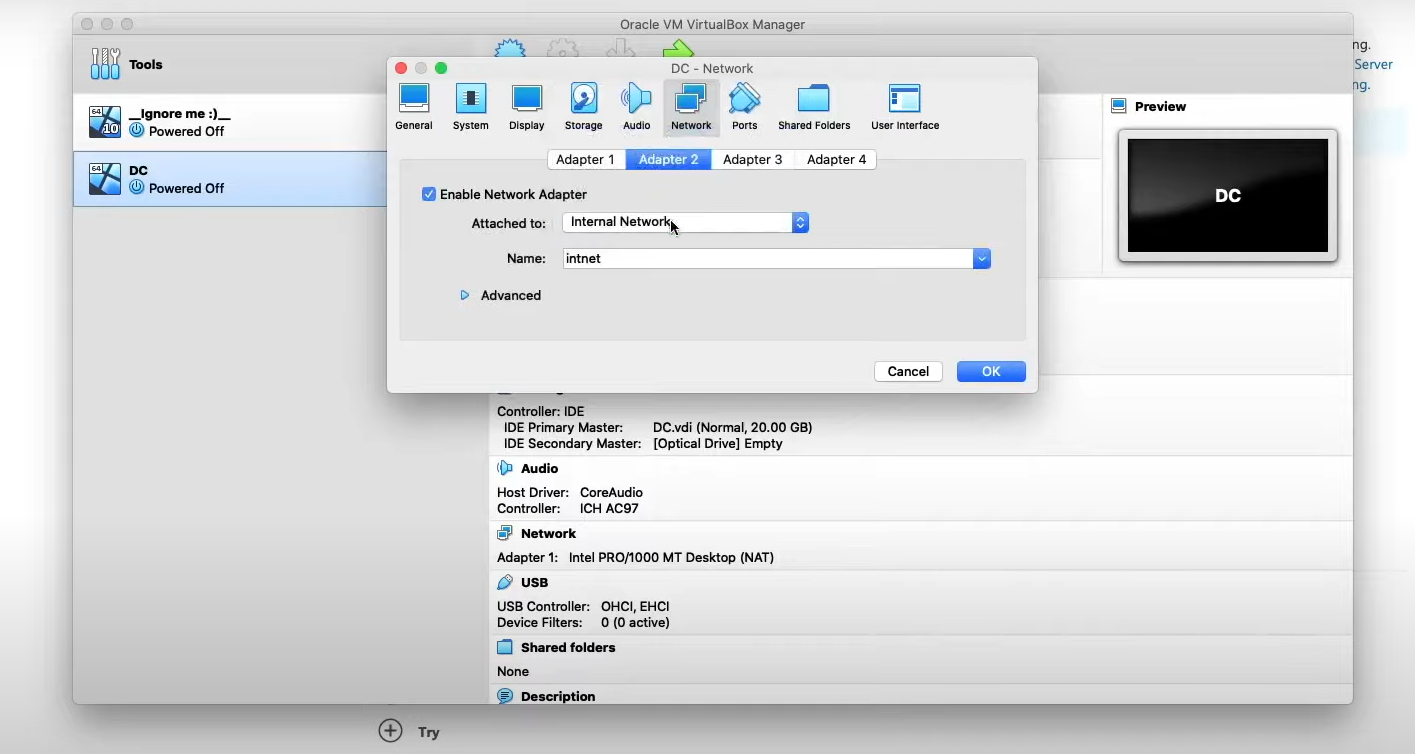 Oracle VM VirtualBox Manager
Tools
64
10
__Ignore me :)__
Powered Off
64
DC
Powered Off
DC - Network
General
System
Display
Storage
Audio
Network
Ports
Shared Folders
User Interface
Adapter 1
Adapter 2
Adapter 3
Adapter 4
Enable Network Adapter
Attached to: Internal Network
Name: intnet
Advanced
Cancel
OK
ng.
Server
ng.
Preview
DC
Controller: IDE
IDE Primary Master: DC.vdi (Normal, 20.00 GB)
IDE Secondary Master: [Optical Drive] Empty
Audio
Host Driver: CoreAudio
Controller: ICH AC97
Network
Adapter 1: Intel PRO/1000 MT Desktop (NAT)
USB
USB Controller: OHCI, EHCI
Device Filters: 0 (0 active)
Shared folders
None
Description
Try